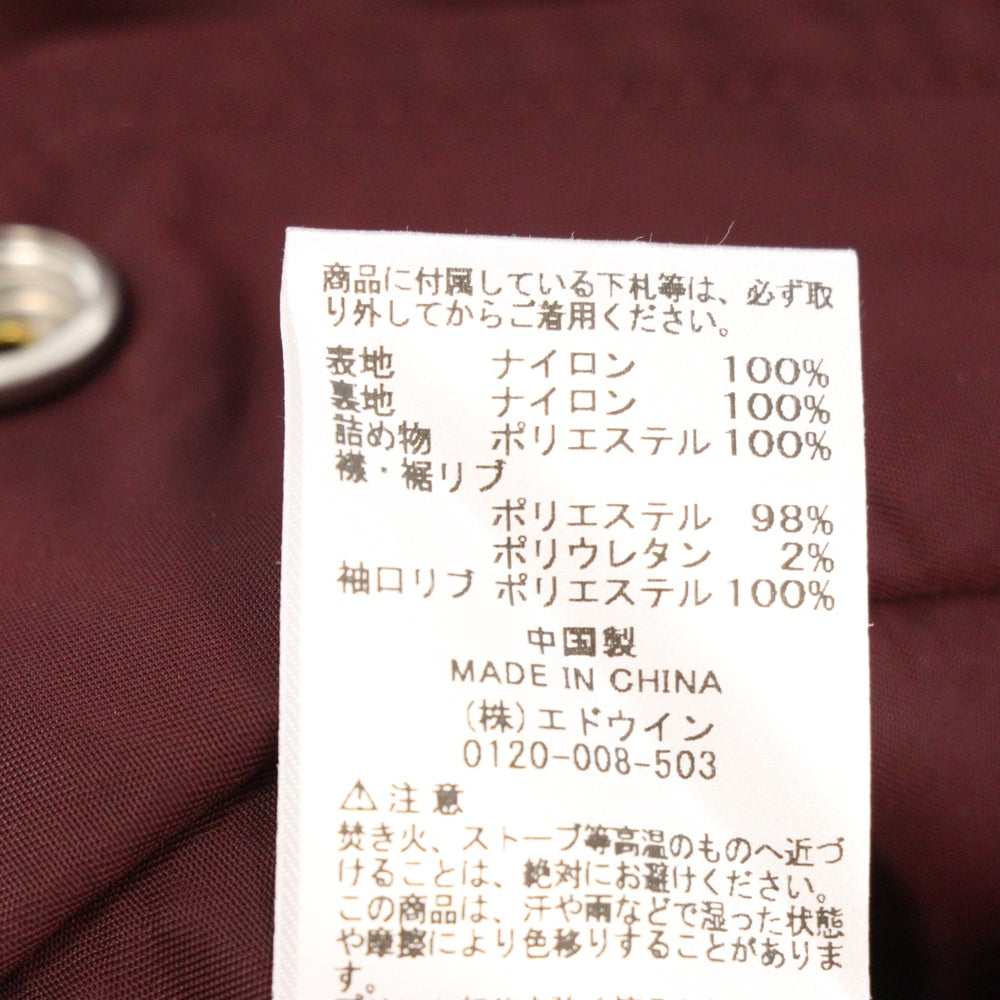 商品に付属している下札等は、必ず取
り外してからご着用ください。
表地 ナイロン 100%
裏地 ナイロン 100%
詰め物 ポリエステル 100%
襟・裾リブ
ポリエステル 98%
ポリウレタン 2%
袖口リブ ポリエステル 100%
中国製
MADE IN CHINA
(株)エドウイン
0120-008-503
⚠注意
焚き火、ストーブ等高温のものへ近づ
けることは、絶対にお避けください。
この商品は、汗や雨などで湿った状態
や摩擦により色移りすることがありま
す。